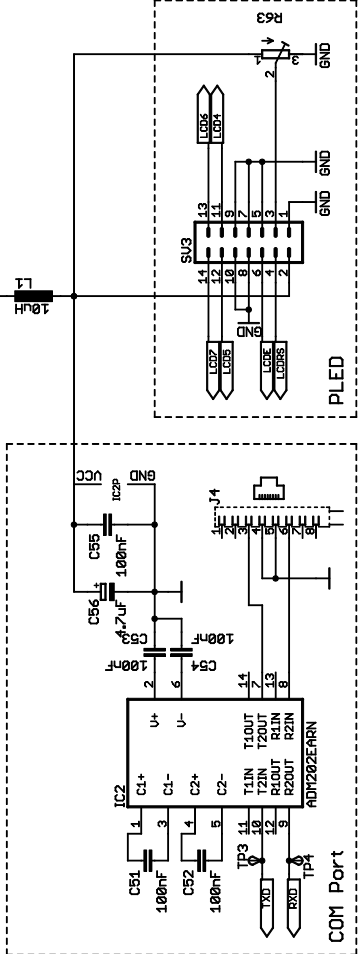 R63
1
3
2
GND
LCD6
LCD4
GND
GND
13
11
9
7
5
3
1
SV3
14
12
10
8
6
4
2
L1
10uH
GND
LCD7
LCD5
LCDE
LCDRS
PLED
VCC
GND
IC2P
J4
1
2
3
4
5
6
7
8
C55
100nF
C56
+
4.7uF
C53
100nF
C54
100nF
2
6
14
7
13
8
V+
V-
T1OUT
T2OUT
R1IN
R2IN
IC2
C1+
C1-
C2+
C2-
T1IN
T2IN
R1OUT
R2OUT
ADM202EARN
1
3
4
5
11
10
12
9
C51
100nF
C52
100nF
TP3
TP4
TXD
RXD
COM Port